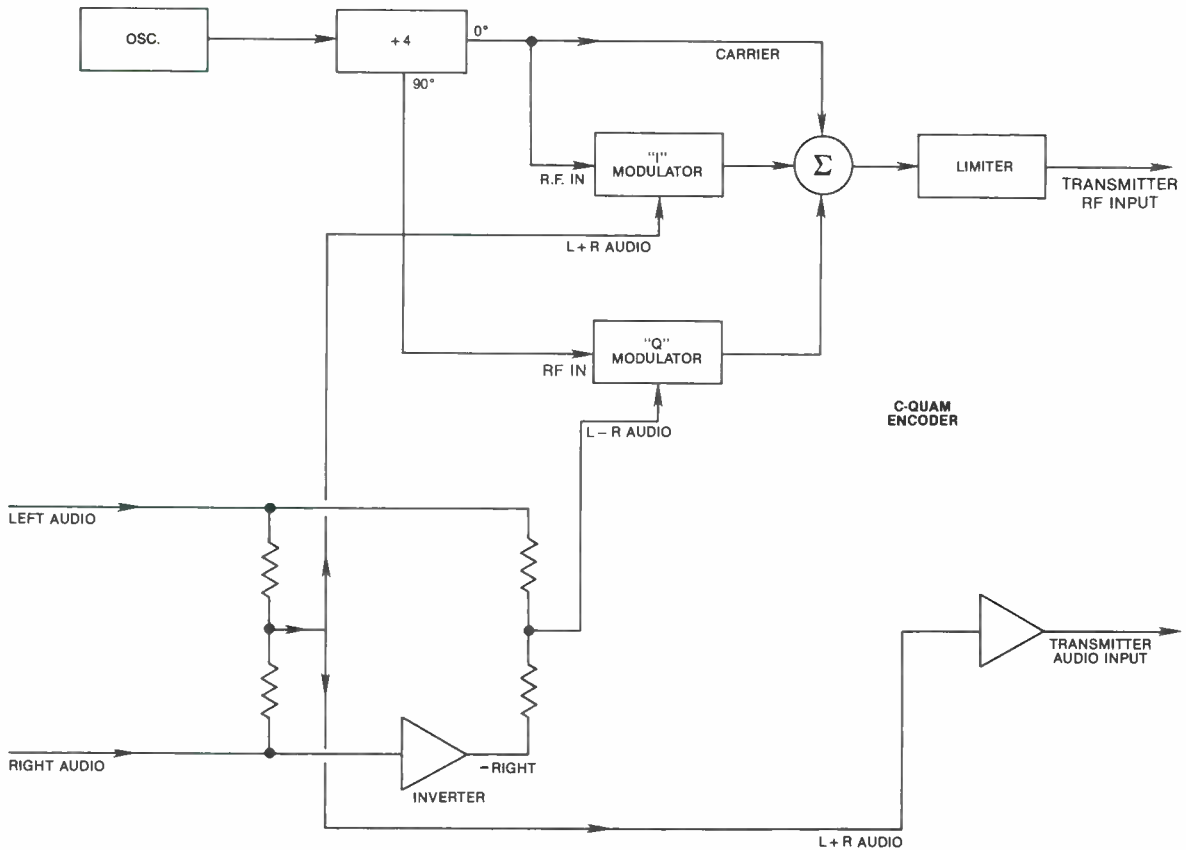 OSC.
+4
0°
90°
CARRIER
"I"
MODULATOR
R.F. IN
Σ
LIMITER
TRANSMITTER
RF INPUT
L+R AUDIO
"Q"
MODULATOR
RF IN
L–R AUDIO
C-QUAM
ENCODER
LEFT AUDIO
TRANSMITTER
AUDIO INPUT
RIGHT AUDIO
–RIGHT
INVERTER
L+R AUDIO